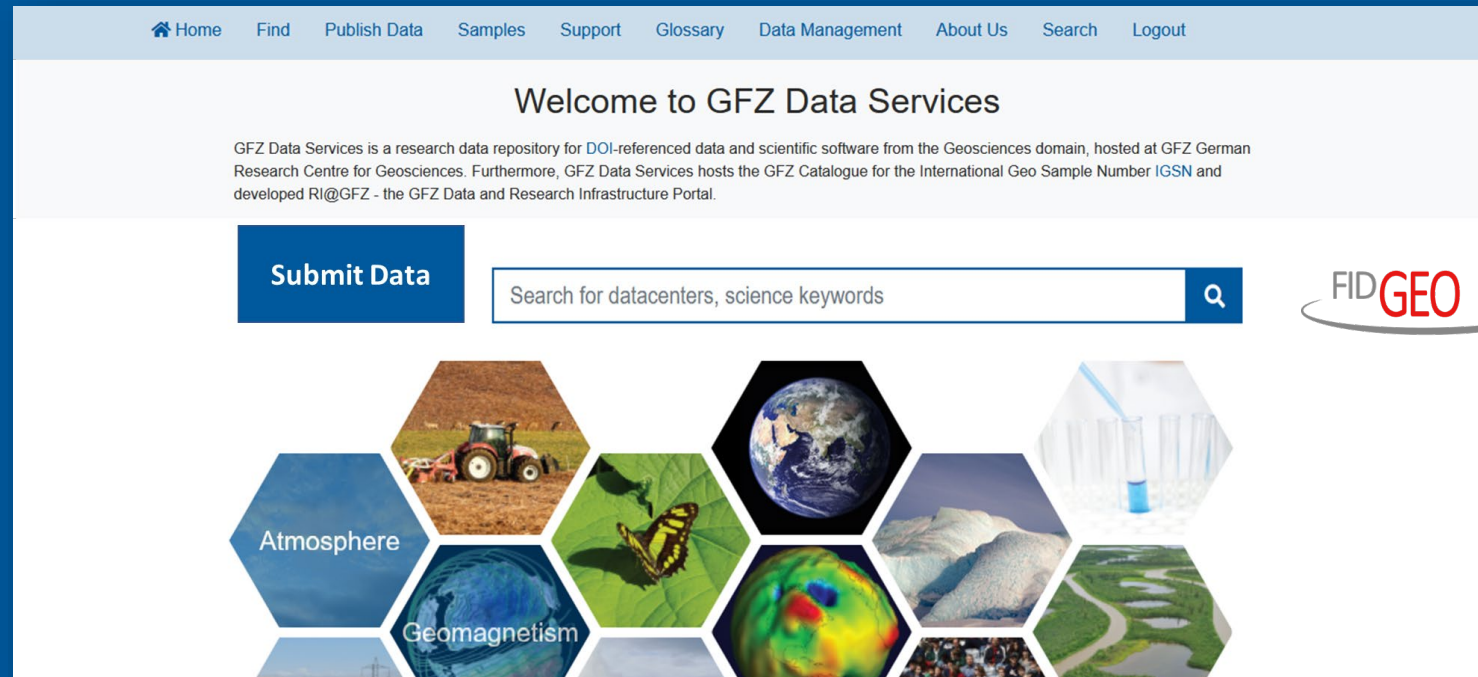 Home Find Publish Data Samples Support Glossary Data Management About Us Search Logout
Welcome to GFZ Data Services
GFZ Data Services is a research data repository for DOI-referenced data and scientific software from the Geosciences domain, hosted at GFZ German
Research Centre for Geosciences. Furthermore, GFZ Data Services hosts the GFZ Catalogue for the International Geo Sample Number IGSN and
developed RI@GFZ - the GFZ Data and Research Infrastructure Portal.
Submit Data
Search for datacenters, science keywords
FIDGEO
Atmosphere
Geomagnetism